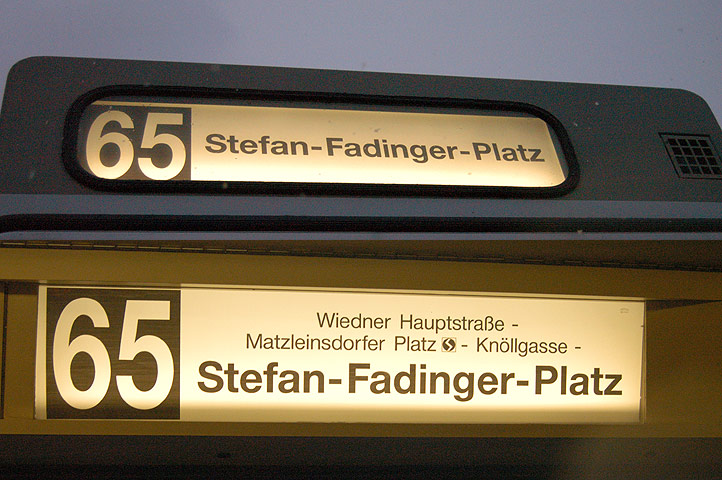 65 Stefan-Fadinger-Platz
65
Wiedner Hauptstraße -
Matzleinsdorfer Platz - Knöllgasse -
Stefan-Fadinger-Platz